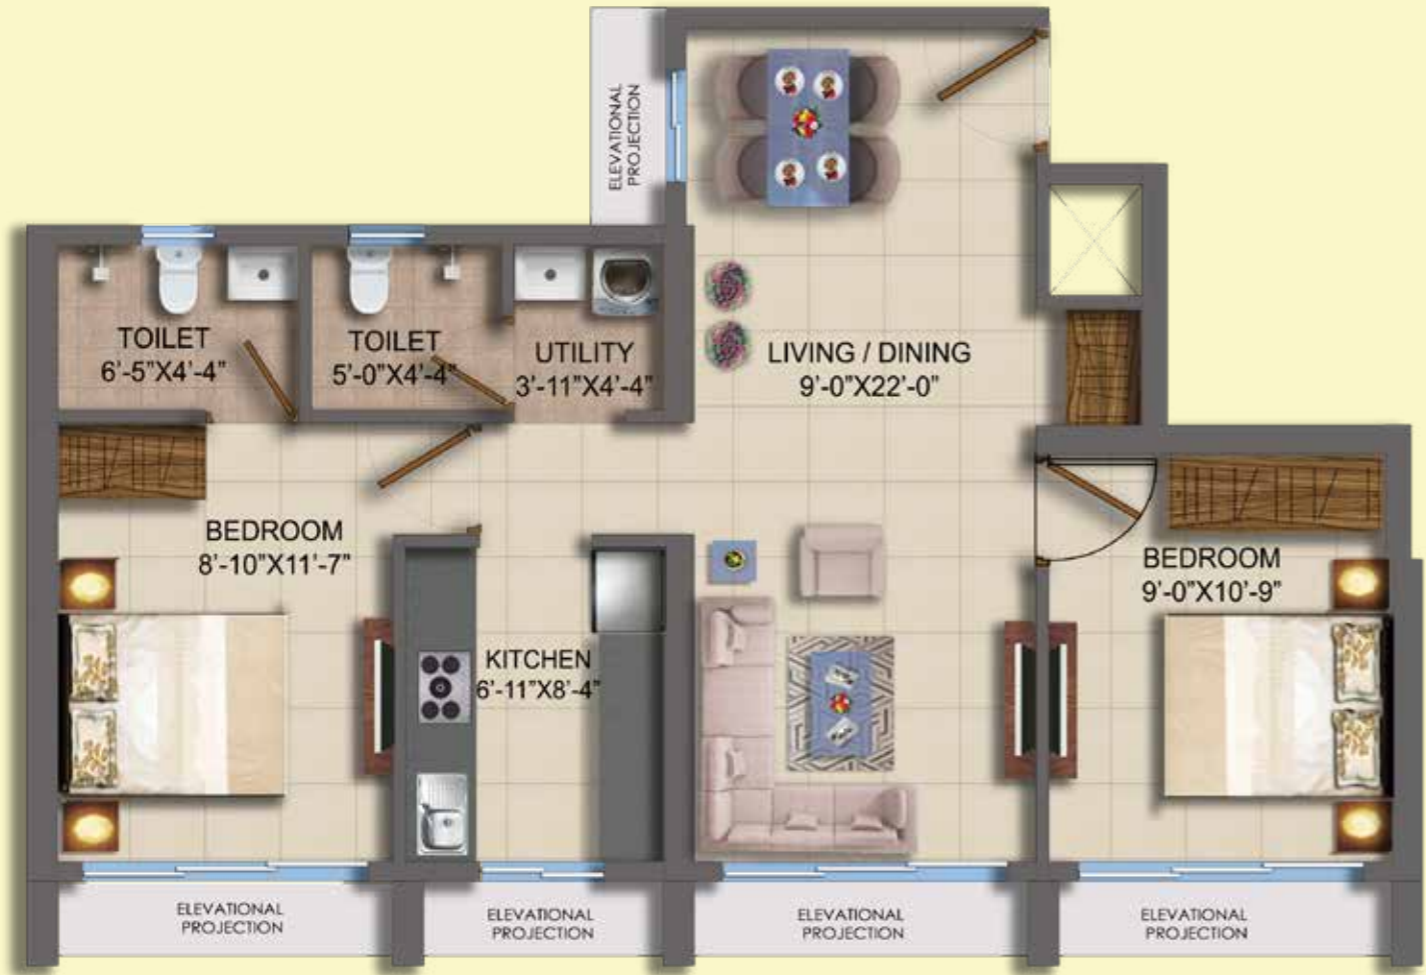 ELEVATIONAL
PROJECTION
TOILET
6’-5”X4’-4”
TOILET
5’-0”X4’-4”
UTILITY
3’-11”X4’-4”
LIVING / DINING
9’-0”X22’-0”
BEDROOM
8’-10”X11’-7”
BEDROOM
9’-0”X10’-9”
KITCHEN
6’-11”X8’-4”
ELEVATIONAL
PROJECTION
ELEVATIONAL
PROJECTION
ELEVATIONAL
PROJECTION
ELEVATIONAL
PROJECTION